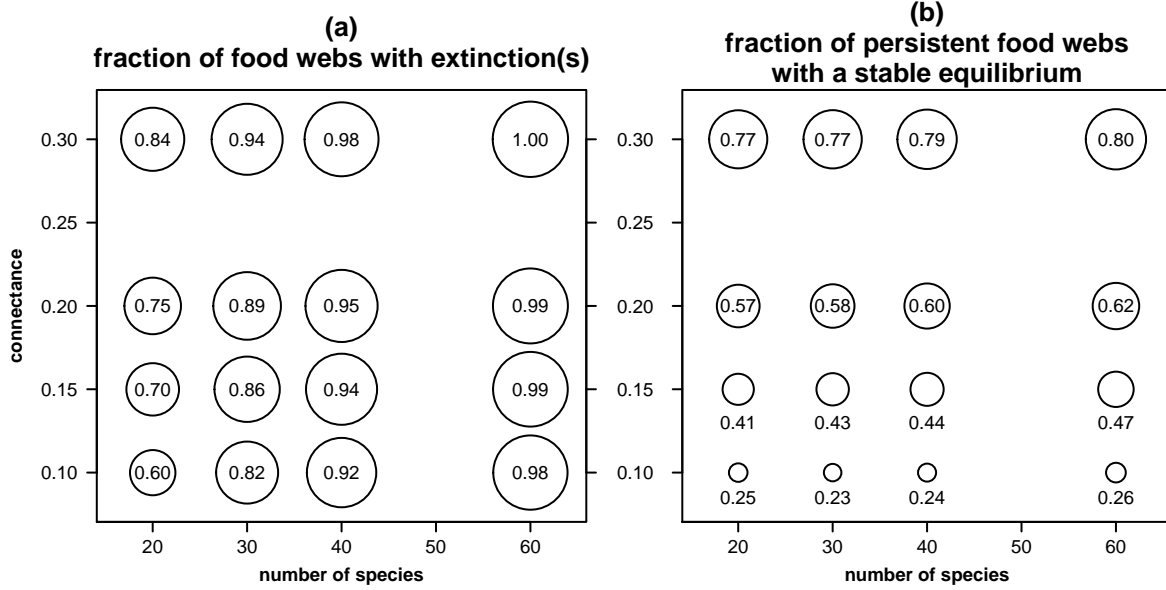 (a)
fraction of food webs with extinction(s)
0.30
0.84 0.94 0.98 1.00
0.25
0.20
0.75 0.89 0.95 0.99
0.15
0.70 0.86 0.94 0.99
0.10
0.60 0.82 0.92 0.98
connectance
20 30 40 50 60
number of species
(b)
fraction of persistent food webs
with a stable equilibrium
0.30
0.77 0.77 0.79 0.80
0.25
0.20
0.57 0.58 0.60 0.62
0.15
0.41 0.43 0.44 0.47
0.10
0.25 0.23 0.24 0.26
20 30 40 50 60
number of species